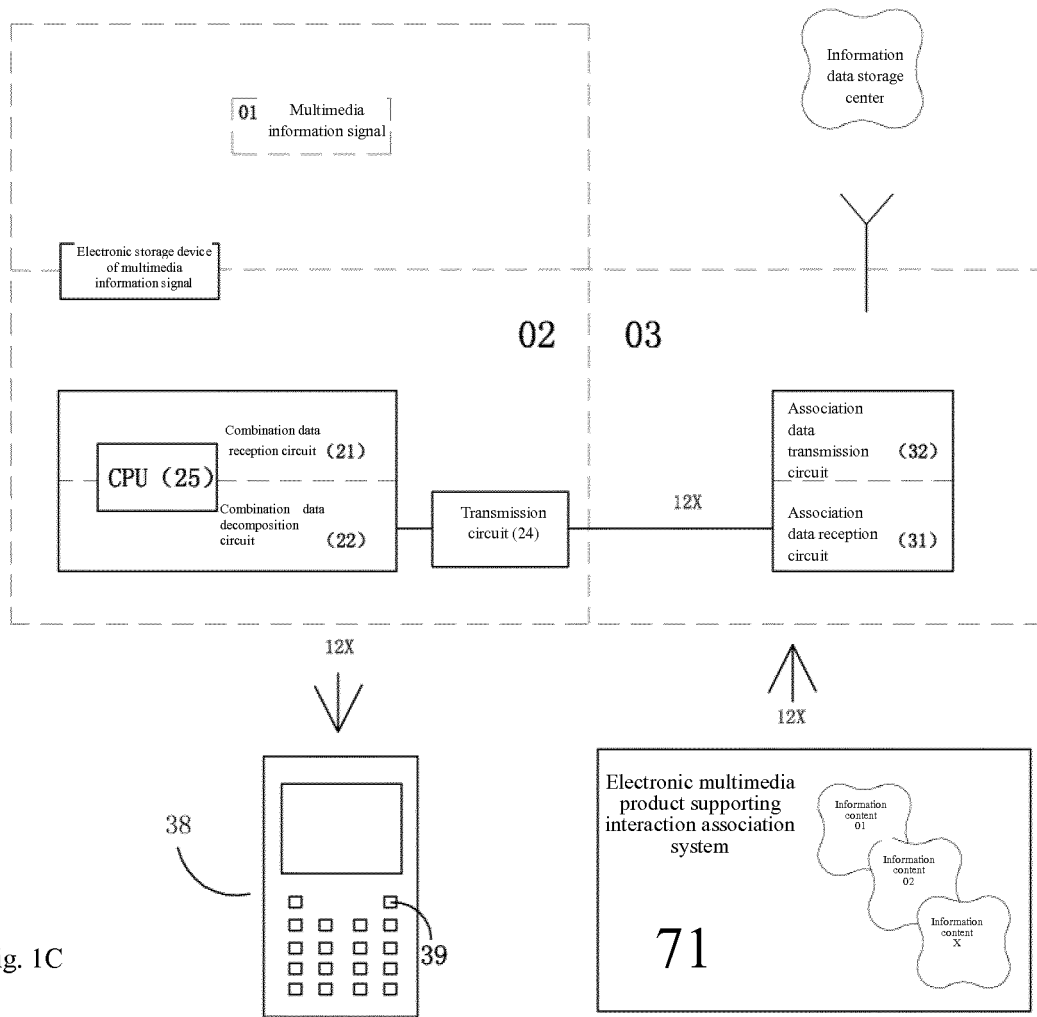 Information
data storage
center
01 Multimedia
information signal
Electronic storage device
of multimedia
information signal
02
03
Combination data
reception circuit (21)
CPU (25)
Combination data
decomposition
circuit (22)
Transmission
circuit (24)
12X
Association
data
transmission
circuit (32)
Association
data reception
circuit (31)
12X
12X
38
39
Electronic multimedia
product supporting
interaction association
system
71
Information
content
01
Information
content
02
Information
content
X
ig. 1C